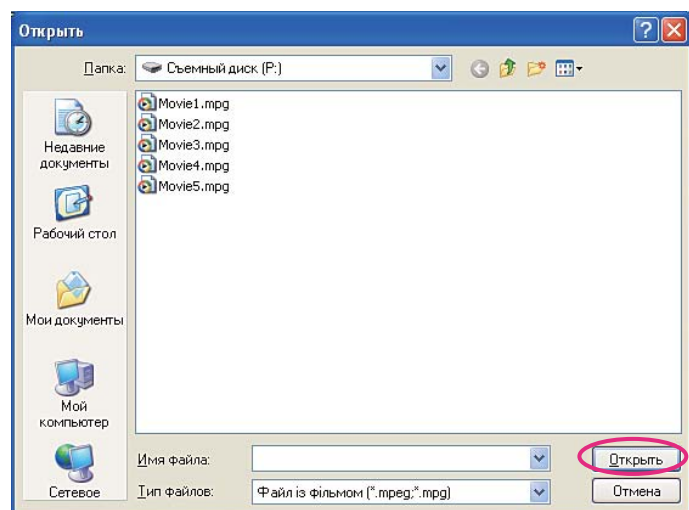 Открыть
Папка: Съемный диск (P:)
Movie1.mpg
Movie2.mpg
Movie3.mpg
Movie4.mpg
Movie5.mpg
Недавние
документы
Рабочий стол
Мои документы
Мой
компьютер
Сетевое
Имя файла:
Открыть
Тип файлов: Файл із фільмом (*.mpeg;*.mpg)
Отмена